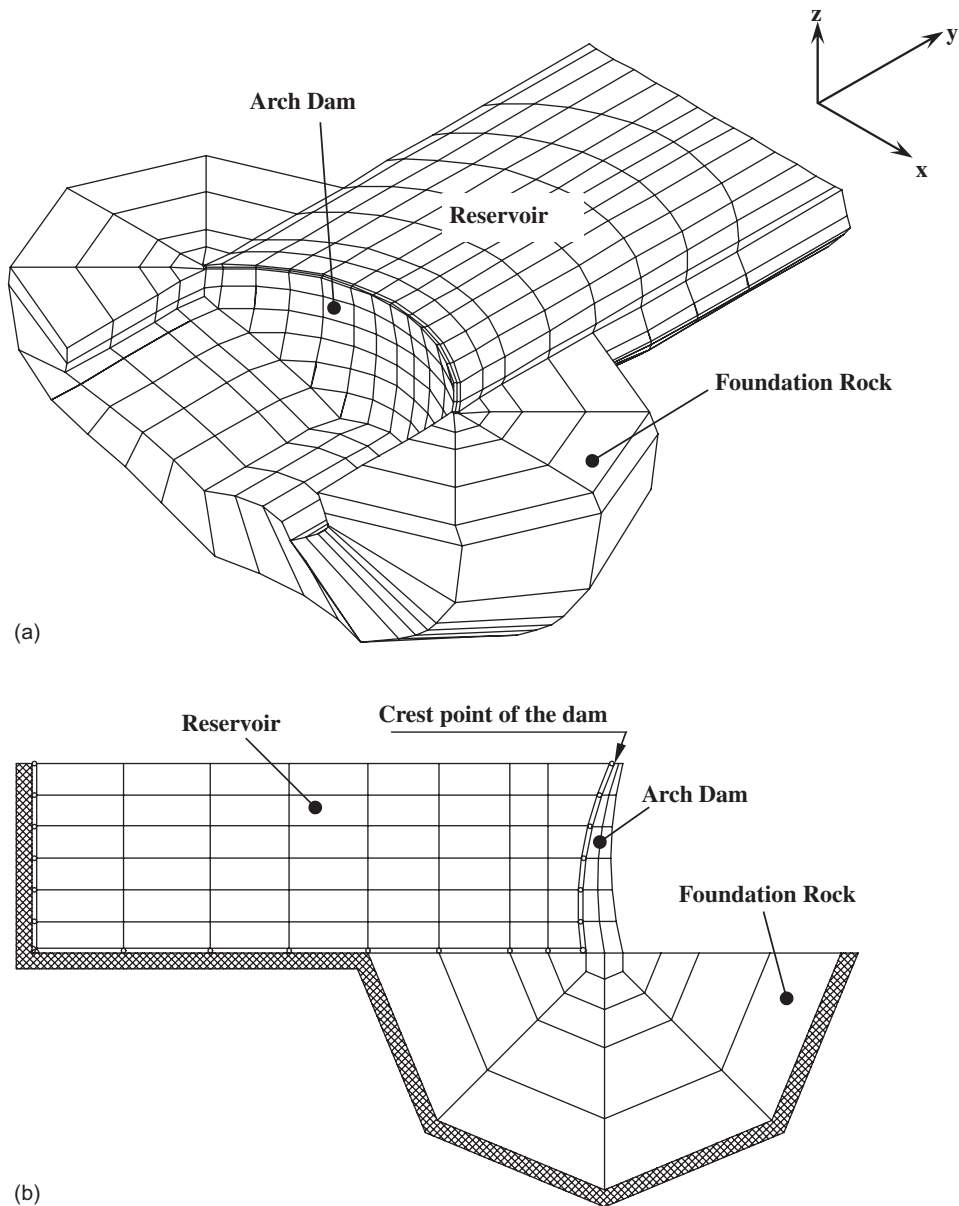 z
y
x
Arch Dam
Reservoir
Foundation Rock
(a)
Reservoir
Crest point of the dam
Arch Dam
Foundation Rock
(b)